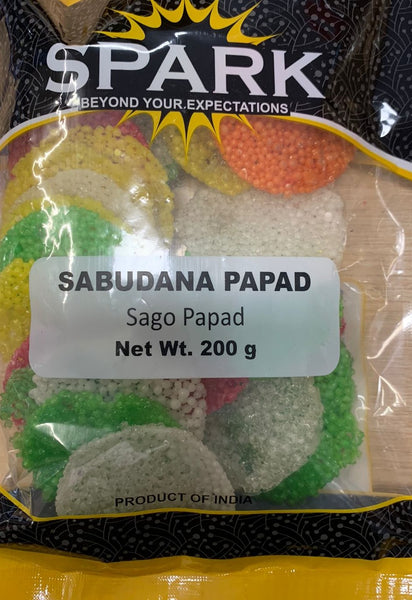 SPARK
BEYOND YOUR EXPECTATIONS
SABUDANA PAPAD
Sago Papad
Net Wt. 200 g
PRODUCT OF INDIA